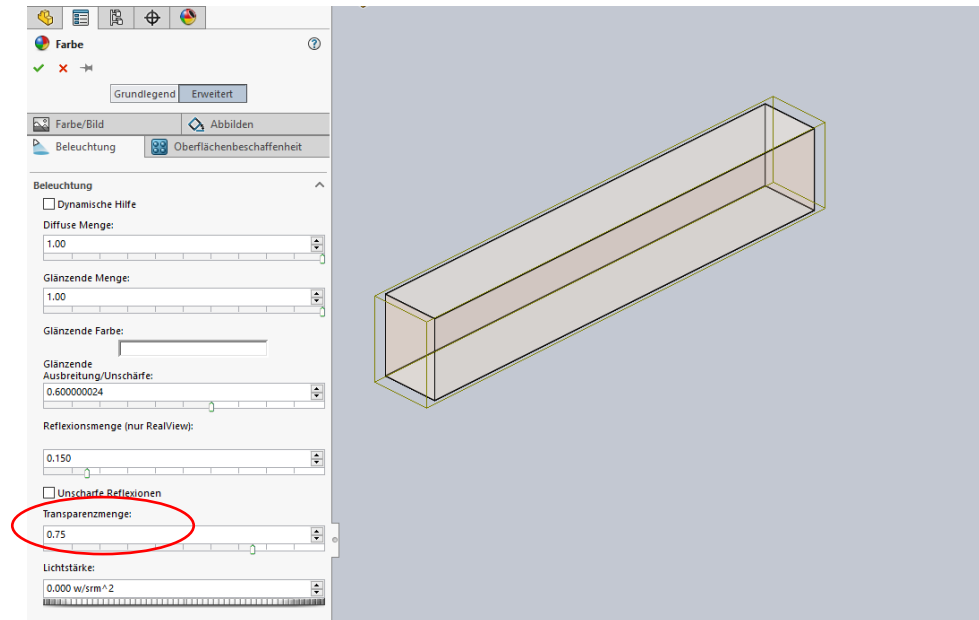 Farbe
Grundlegend Erweitert
Farbe/Bild Abbilden
Beleuchtung Oberflächenbeschaffenheit
Beleuchtung
Dynamische Hilfe
Diffuse Menge:
1.00
Glänzende Menge:
1.00
Glänzende Farbe:
Glänzende
Ausbreitung/Unschärfe:
0.600000024
Reflexionsmenge (nur RealView):
0.150
Unscharfe Reflexionen
Transparenzmenge:
0.75
Lichtstärke:
0.000 w/srm^2